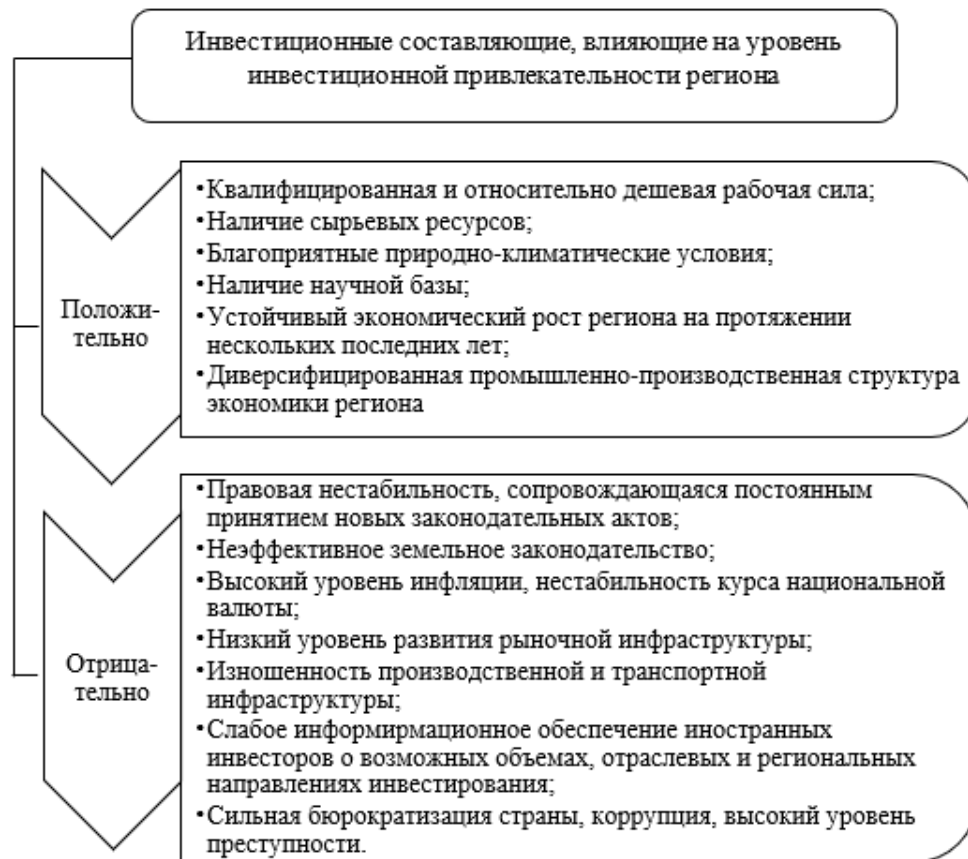 Инвестиционные составляющие, влияющие на уровень
инвестиционной привлекательности региона
Положи-
тельно
•Квалифицированная и относительно дешевая рабочая сила;
•Наличие сырьевых ресурсов;
•Благоприятные природно-климатические условия;
•Наличие научной базы;
•Устойчивый экономический рост региона на протяжении
нескольких последних лет;
•Диверсифицированная промышленно-производственная структура
экономики региона
Отрица-
тельно
•Правовая нестабильность, сопровождающаяся постоянным
принятием новых законодательных актов;
•Неэффективное земельное законодательство;
•Высокий уровень инфляции, нестабильность курса национальной
валюты;
•Низкий уровень развития рыночной инфраструктуры;
•Изношенность производственной и транспортной
инфраструктуры;
•Слабое информирмационное обеспечение иностранных
инвесторов о возможных объемах, отраслевых и региональных
направлениях инвестирования;
•Сильная бюрократизация страны, коррупция, высокий уровень
преступности.